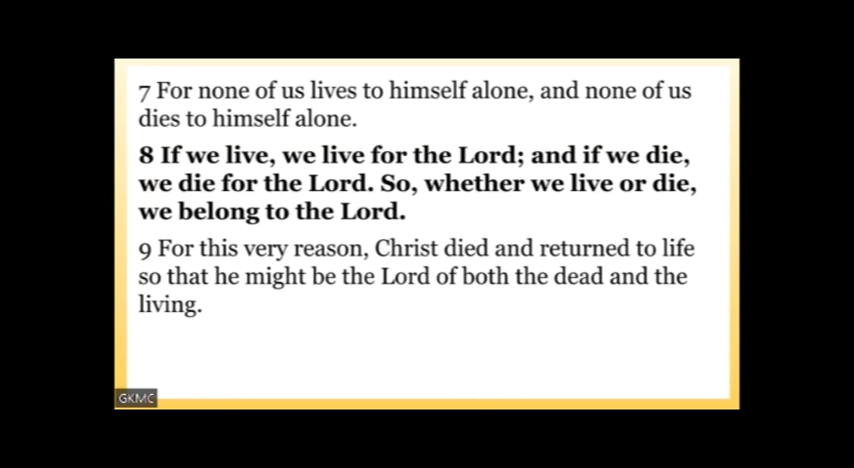 7 For none of us lives to himself alone, and none of us
dies to himself alone.
8 If we live, we live for the Lord; and if we die,
we die for the Lord. So, whether we live or die,
we belong to the Lord.
9 For this very reason, Christ died and returned to life
so that he might be the Lord of both the dead and the
living.
GKMC